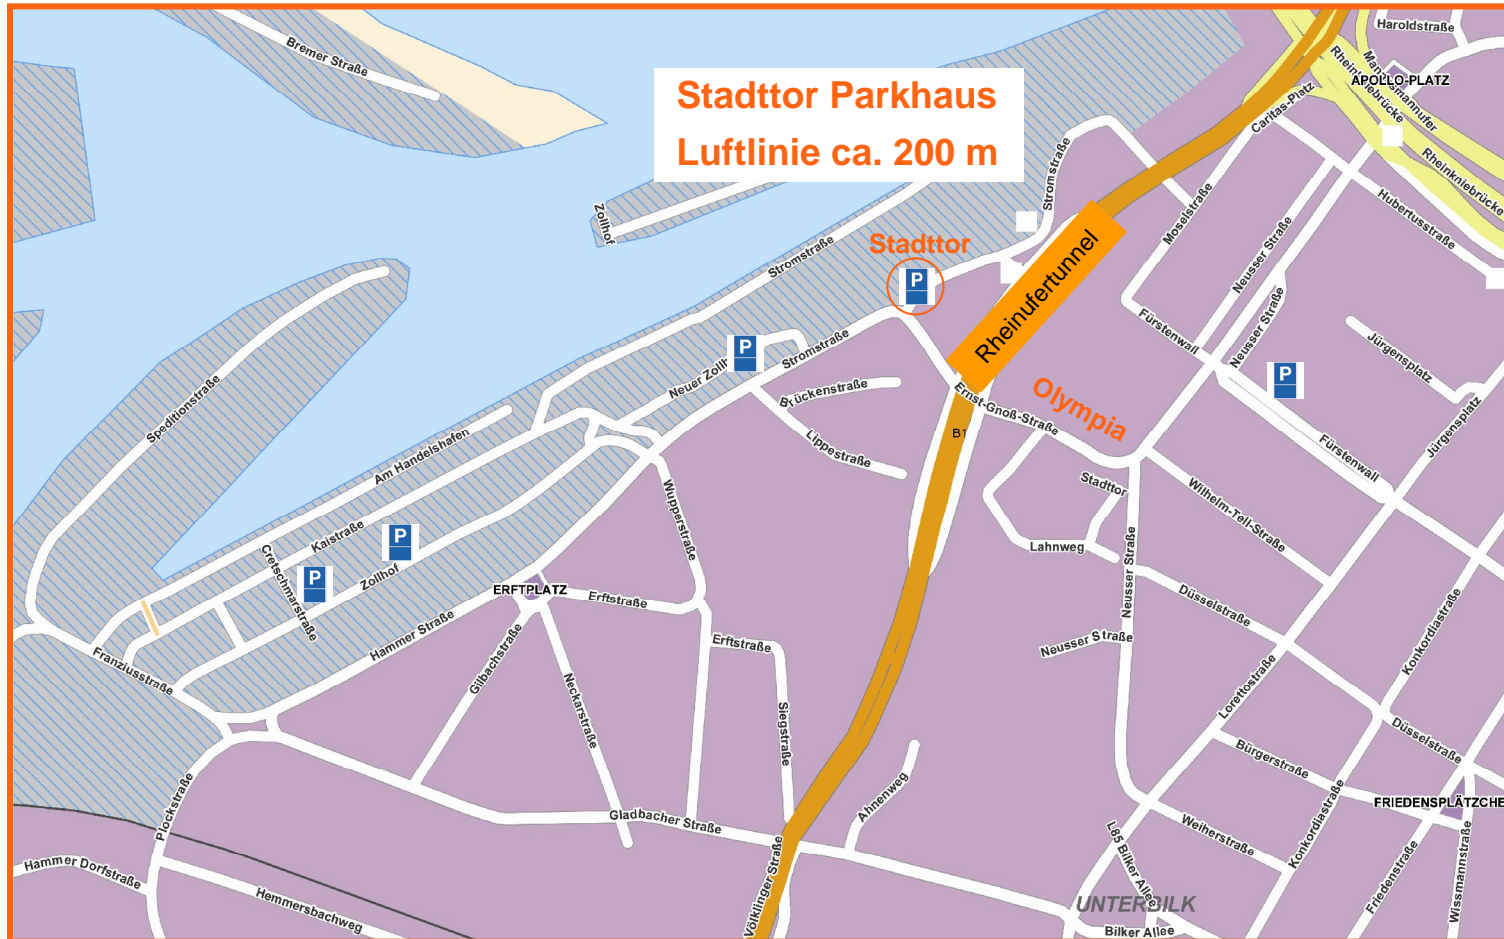 Bremer Straße
Haroldstraße
Mannesmannufer
Rheinkniebrücke
APOLLO-PLATZ
Caritas-Platz
Stadttor Parkhaus
Luftlinie ca. 200 m
Rheinkniebrücke
Stromstraße
Zollhof
Moselstraße
Hubertusstraße
Stadttor
P
Stromstraße
Neusser Straße
Rheinufertunnel
Speditionstraße
Neuer Zollh
P
Stromstraße
Fürstenwall
Neusser Straße
Jürgensplatz
P
Brückenstraße
Ernst-Gnoß-Straße
Olympia
B1
Lippestraße
Am Handelshafen
Fürstenwall
Jürgensplatz
Kaistraße
P
Wupperstraße
Stadttor
Wilhelm-Tell-Straße
Lahnweg
Neusser Straße
Cretschmarstraße
P
Zollhof
ERFTPLATZ
Erftstraße
Düsselstraße
Konkordiastraße
Hammer Straße
Erftstraße
Neusser Straße
Franziusstraße
Gilbachstraße
Neckarstraße
Siegstraße
Lorettostraße
Düsselstraße
Bürgerstraße
Plockstraße
Gladbacher Straße
Ahnenweg
FRIEDENSPLÄTZCHE
Konkordiastraße
Weiherstraße
L85 Bilker Allee
Friedenstraße
Wissmannstraße
Hammer Dorfstraße
Hemmersbachweg
Völklinger Straße
UNTERBILK
Bilker Allee